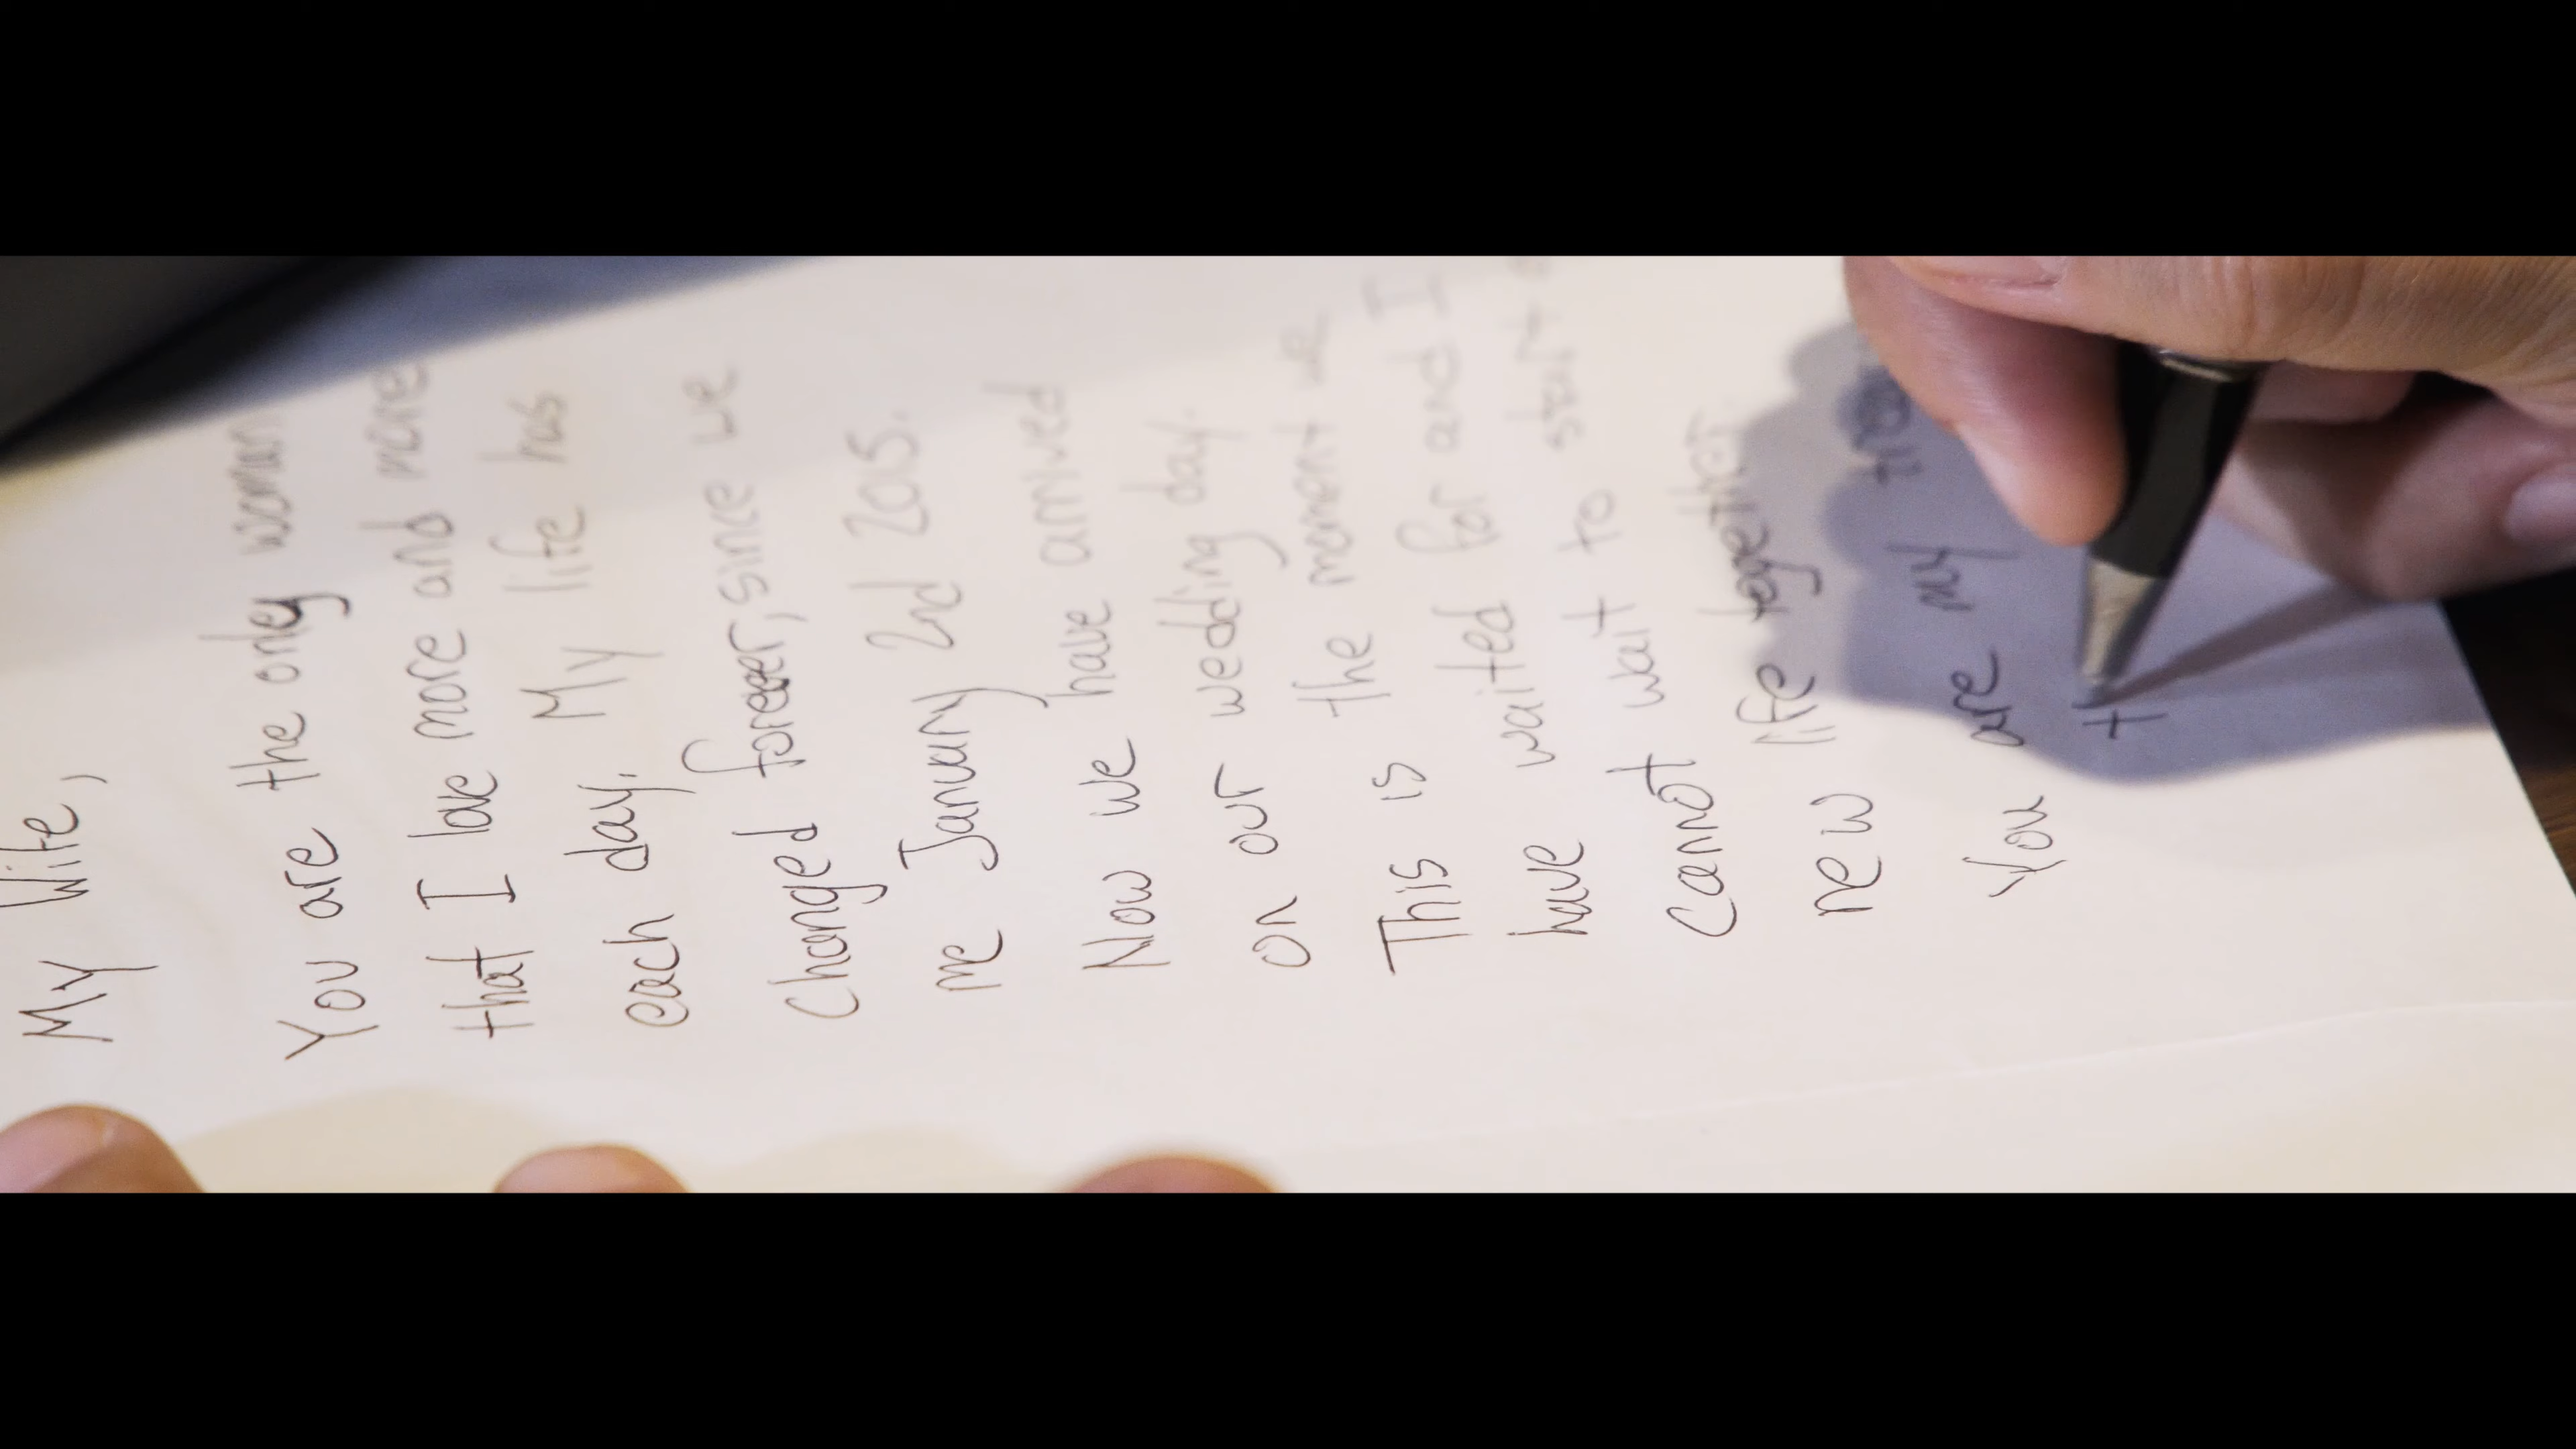 My Wife,
You are the only woman
that I love more and more
each day. My life has
changed forever, since we
me January 2nd 2015.
Now we have arrived
on our wedding day.
This is the moment we
have waited for and I
cannot wait to start
new life together.
You are my
t